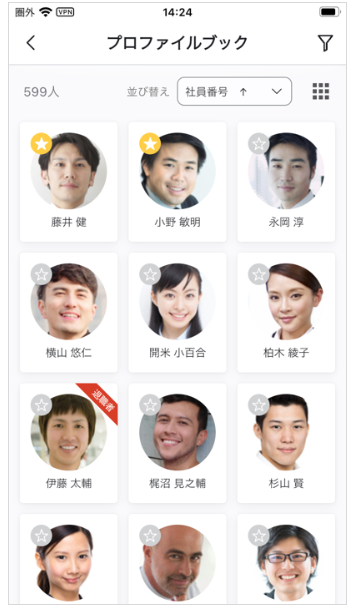 圏外 VPN 14:24
プロファイルブック
599人 並び替え 社員番号 ↑
藤井 健 小野 敏明 永岡 淳
横山 悠仁 開米 小百合 柏木 綾子
退職者
伊藤 太輔 梶沼 見之輔 杉山 賢